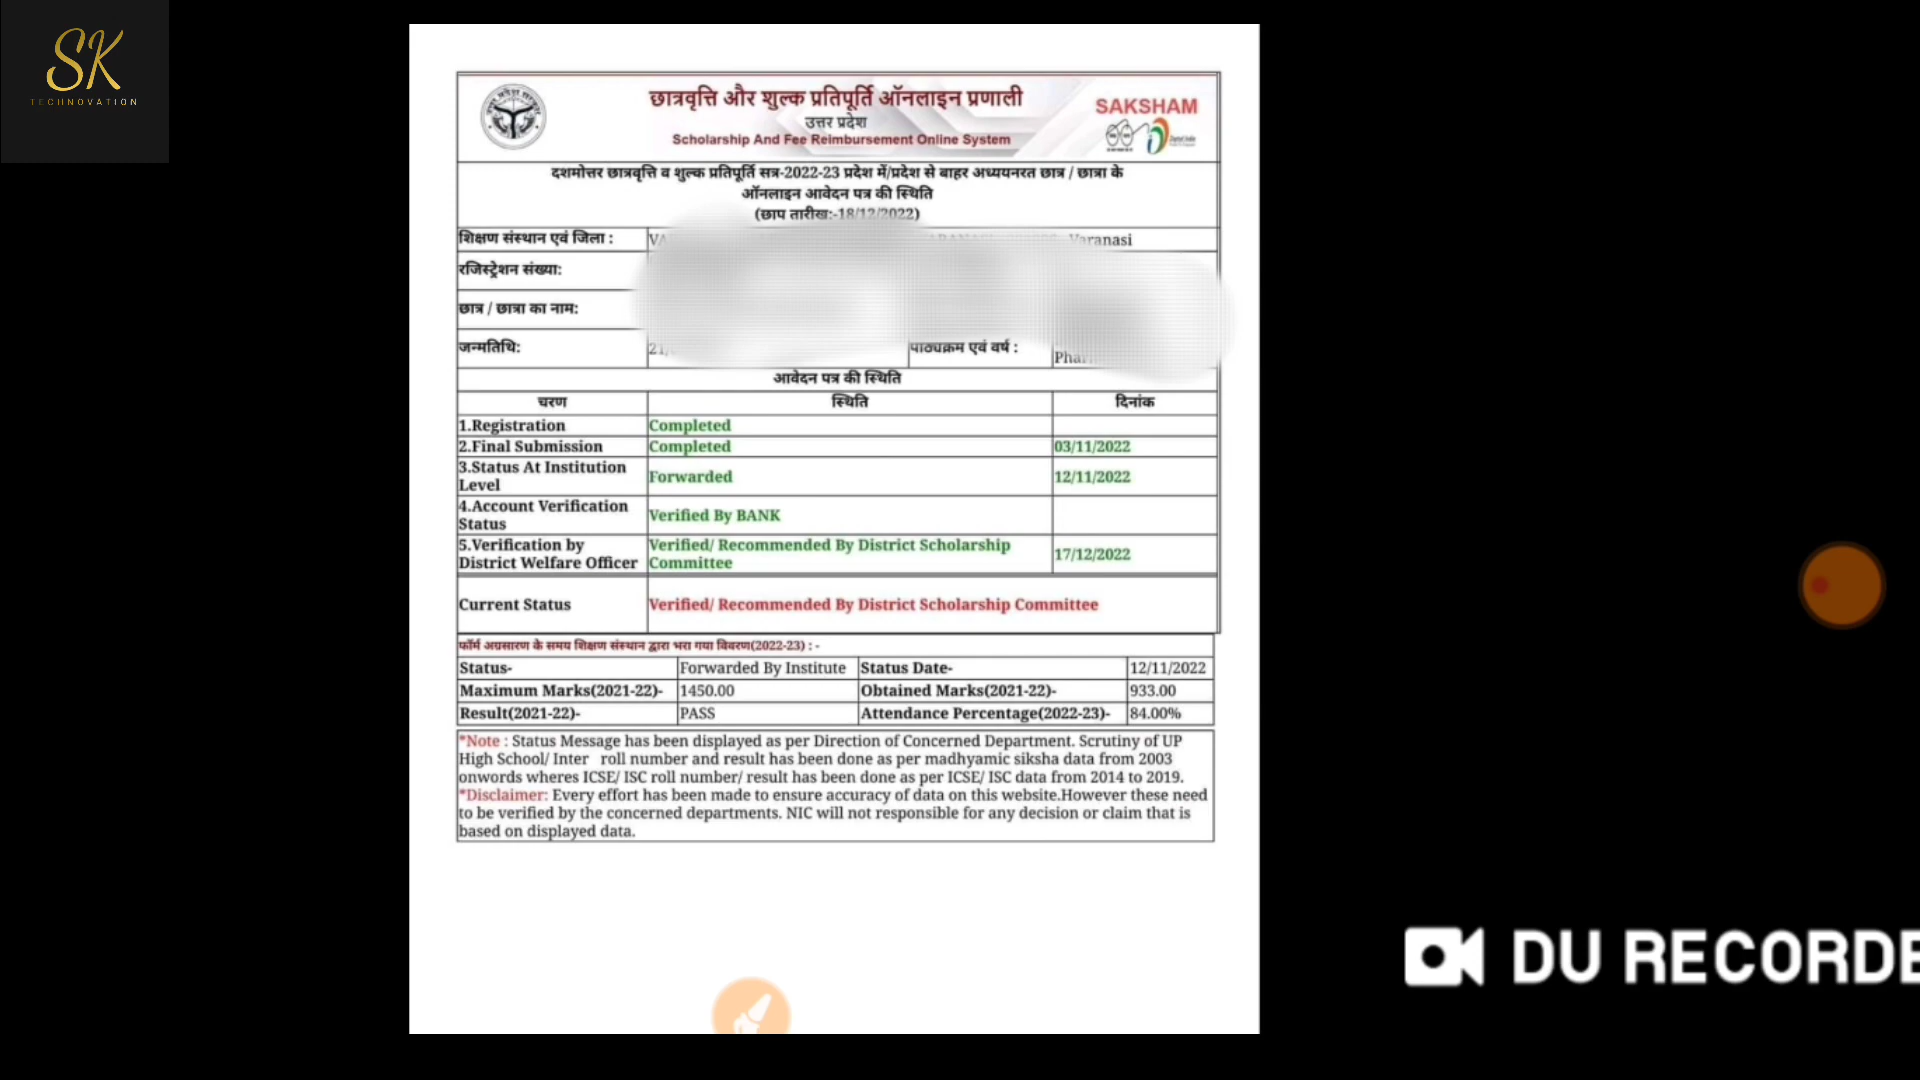 SK
TECHNOVATION
छात्रवृत्ति और शुल्क प्रतिपूर्ति ऑनलाइन प्रणाली
उत्तर प्रदेश
Scholarship And Fee Reimbursement Online System
SAKSHAM
दशमोत्तर छात्रवृत्ति व शुल्क प्रतिपूर्ति सत्र-2022-23 प्रदेश में/प्रदेश से बाहर अध्ययनरत छात्र / छात्रा के
ऑनलाइन आवेदन पत्र की स्थिति
(छाप तारीख:-18/12/2022)
शिक्षण संस्थान एवं जिला : Varanasi
रजिस्ट्रेशन संख्या:
छात्र / छात्रा का नाम:
जन्मतिथि: पाठ्यक्रम एवं वर्ष :
आवेदन पत्र की स्थिति
चरण स्थिति दिनांक
1.Registration Completed
2.Final Submission Completed 03/11/2022
3.Status At Institution
Level Forwarded 12/11/2022
4.Account Verification
Status Verified By BANK
5.Verification by
District Welfare Officer Verified/ Recommended By District Scholarship
Committee 17/12/2022
Current Status Verified/ Recommended By District Scholarship Committee
फॉर्म अग्रसारण के समय शिक्षण संस्थान द्वारा भरा गया विवरण(2022-23) : -
Status- Forwarded By Institute Status Date- 12/11/2022
Maximum Marks(2021-22)- 1450.00 Obtained Marks(2021-22)- 933.00
Result(2021-22)- PASS Attendance Percentage(2022-23)- 84.00%
*Note : Status Message has been displayed as per Direction of Concerned Department. Scrutiny of UP
High School/ Inter roll number and result has been done as per madhyamic siksha data from 2003
onwords wheres ICSE/ ISC roll number/ result has been done as per ICSE/ ISC data from 2014 to 2019.
*Disclaimer: Every effort has been made to ensure accuracy of data on this website.However these need
to be verified by the concerned departments. NIC will not responsible for any decision or claim that is
based on displayed data.
DU RECORDE